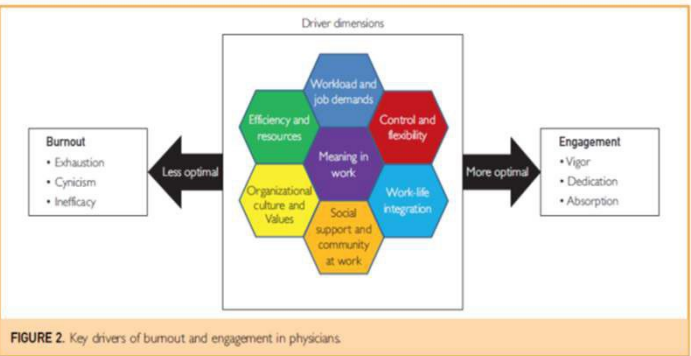 Driver dimensions
Workload and
job demands
Efficiency and
resources
Control and
flexibility
Meaning in
work
Organizational
culture and
Values
Work-life
integration
Social
support and
community
at work
Burnout
• Exhaustion
• Cynicism
• Inefficacy
Less optimal
More optimal
Engagement
• Vigor
• Dedication
• Absorption
FIGURE 2. Key drivers of burnout and engagement in physicians.